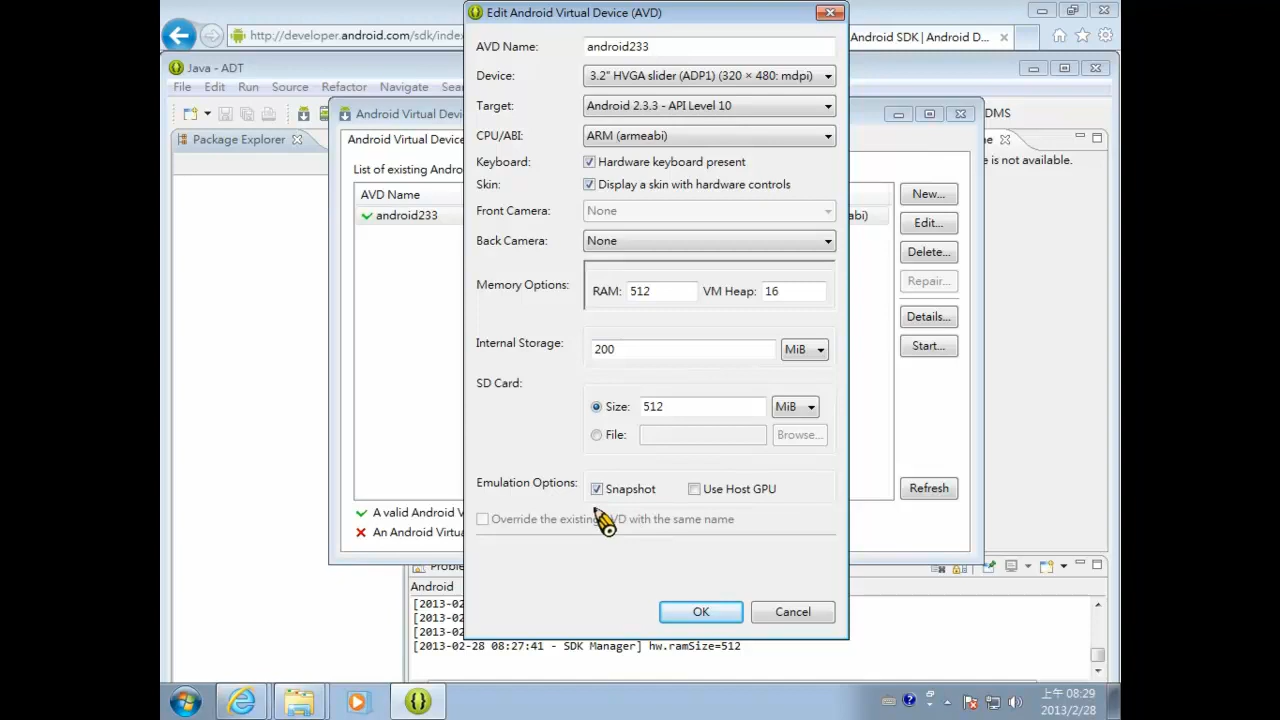 Edit Android Virtual Device (AVD)
http://developer.android.com/sdk/index
Android SDK | Android D...
Java - ADT
File Edit Run Source Refactor Navigate
Package Explorer
DMS
Android Virtual
Android Virtual Device
List of existing
AVD Name
android233
AVD Name: android233
Device: 3.2" HVGA slider (ADP1) (320 × 480: mdpi)
Target: Android 2.3.3 - API Level 10
CPU/ABI: ARM (armeabi)
Keyboard: Hardware keyboard present
Skin: Display a skin with hardware controls
Front Camera: None
Back Camera: None
Memory Options: RAM: 512 VM Heap: 16
Internal Storage: 200 MiB
SD Card:
Size: 512 MiB
File: Browse...
Emulation Options: Snapshot Use Host GPU
Override the existing VD with the same name
OK Cancel
abi)
e is not available.
New...
Edit...
Delete...
Repair...
Details...
Start...
Refresh
A valid Android
An Android
Android
[2013-02
[2013-02
[2013-02
[2013-02-28 08:27:41 - SDK Manager] hw.ramSize=512
上午 08:29
2013/2/28